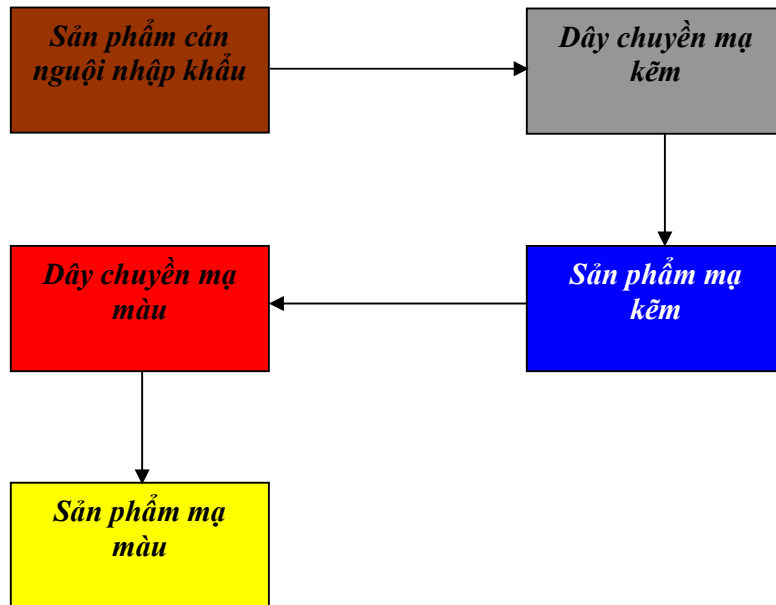 Sản phẩm cán
nguội nhập khẩu
Dây chuyền mạ
kẽm
Dây chuyền mạ
màu
Sản phẩm mạ
kẽm
Sản phẩm mạ
màu